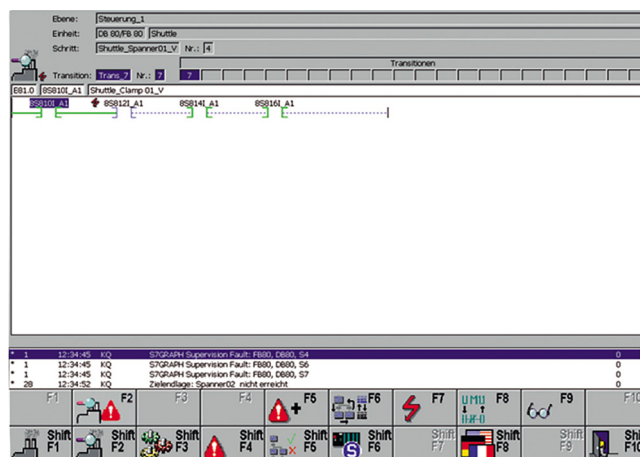 Ebene: Steuerung_1
Einheit: DB 80/FB 80 Shuttle
Schritt: Shuttle_Spanner01_V Nr.: 4
Transitionen
Transition: Trans_7 Nr.: 7 7
E81.0 8S810I_A1 Shuttle_Clamp 01_V
8S810I_A1 8S812I_A1 8S814I_A1 8S816I_A1
* 1 12:34:45 KQ S7GRAPH Supervision Fault: FB80, DB80, S4 0
* 1 12:34:45 KQ S7GRAPH Supervision Fault: FB80, DB80, S6 0
* 1 12:34:45 KQ S7GRAPH Supervision Fault: FB80, DB80, S7 0
* 28 12:34:52 KQ Zielendlage: Spanner02 nicht erreicht 0
F1 F2 F3 F4 F5 F6 F7 F8 F9 F10
Shift F1 Shift F2 Shift F3 Shift F4 Shift F5 S Shift F6 Shift F7 Shift F8 Shift F9 Shift F10